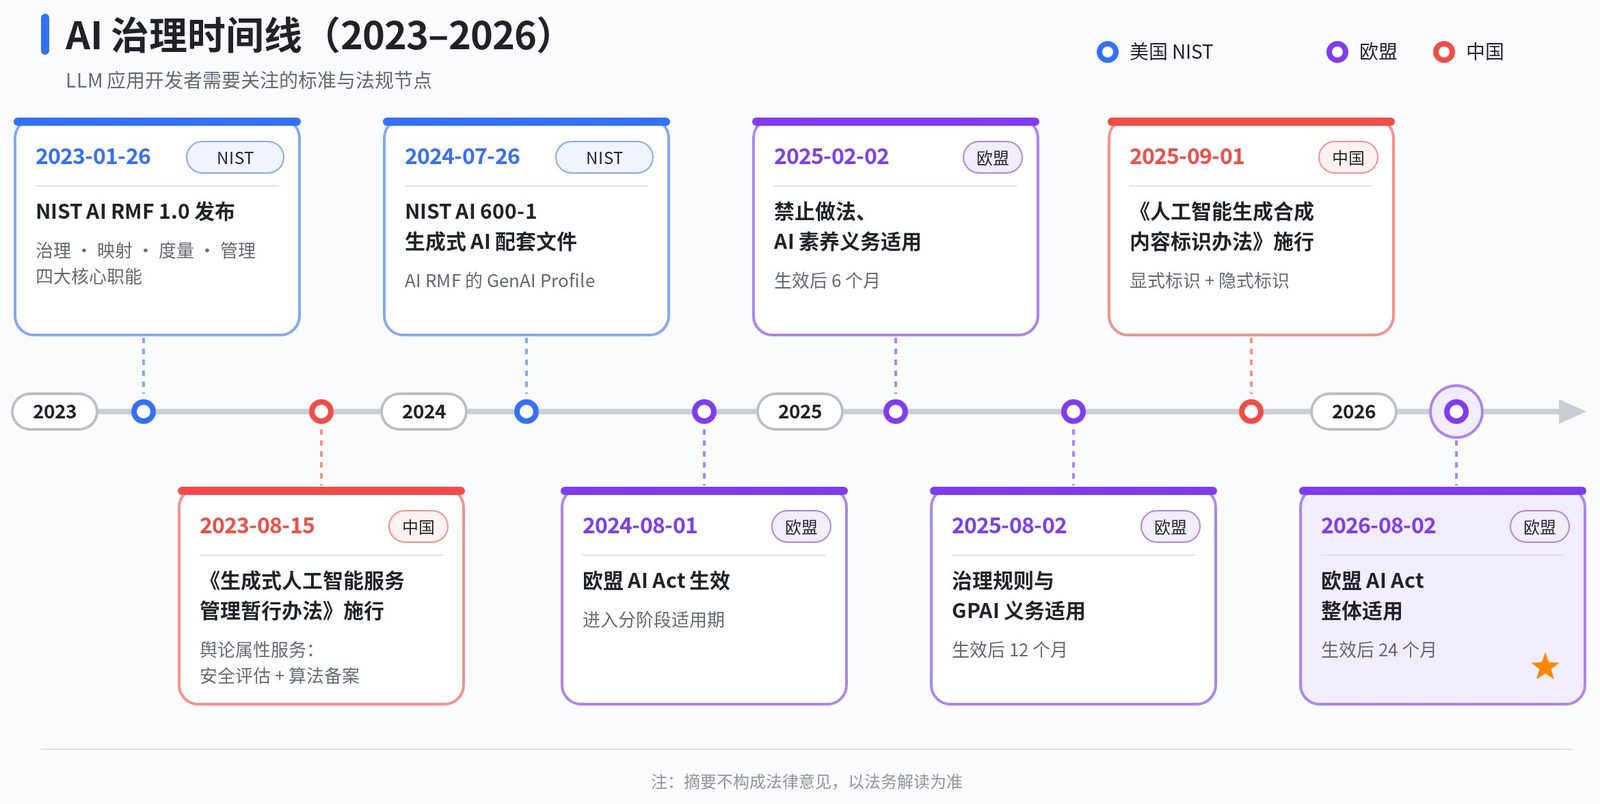 AI 治理时间线（2023–2026）
LLM 应用开发者需要关注的标准与法规节点
美国 NIST
欧盟
中国
2023-01-26
NIST
NIST AI RMF 1.0 发布
治理 · 映射 · 度量 · 管理
四大核心职能
2024-07-26
NIST
NIST AI 600-1
生成式 AI 配套文件
AI RMF 的 GenAI Profile
2025-02-02
欧盟
禁止做法、
AI 素养义务适用
生效后 6 个月
2025-09-01
中国
《人工智能生成合成
内容标识办法》施行
显式标识 + 隐式标识
2023
2024
2025
2026
2023-08-15
中国
《生成式人工智能服务
管理暂行办法》施行
舆论属性服务：
安全评估 + 算法备案
2024-08-01
欧盟
欧盟 AI Act 生效
进入分阶段适用期
2025-08-02
欧盟
治理规则与
GPAI 义务适用
生效后 12 个月
2026-08-02
欧盟
欧盟 AI Act
整体适用
生效后 24 个月
注：摘要不构成法律意见，以法务解读为准